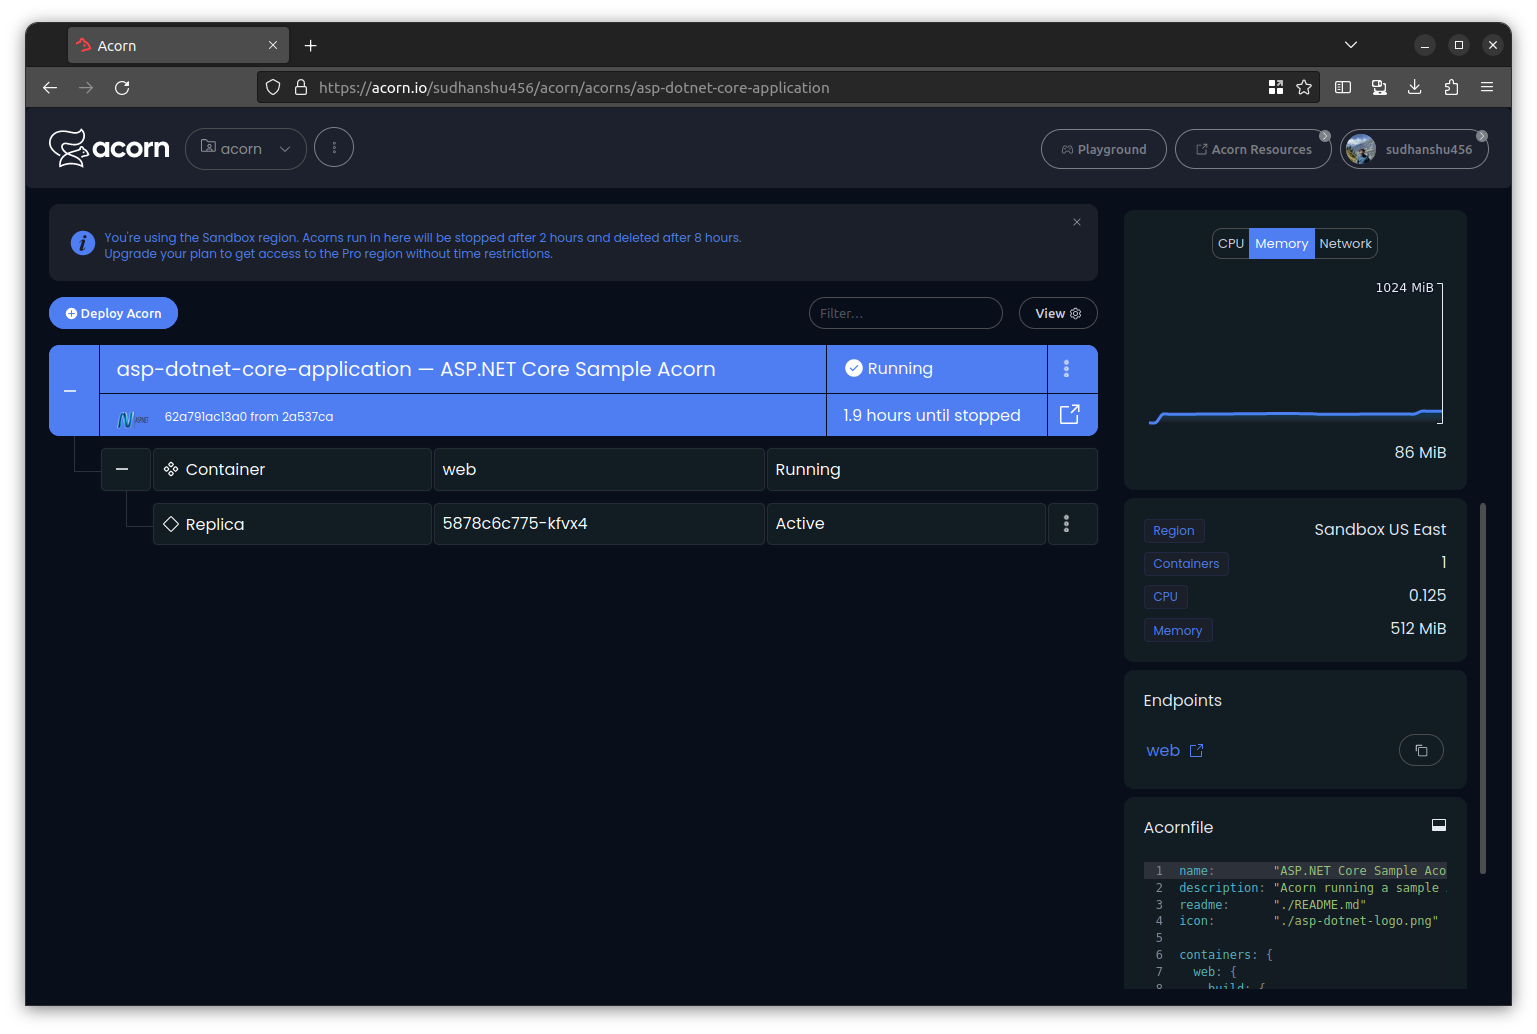 Acorn
https://acorn.io/sudhanshu456/acorn/acorns/asp-dotnet-core-application
acorn
acorn
Playground
Acorn Resources
sudhanshu456
You're using the Sandbox region. Acorns run in here will be stopped after 2 hours and deleted after 8 hours.
Upgrade your plan to get access to the Pro region without time restrictions.
Deploy Acorn
Filter...
View
asp-dotnet-core-application — ASP.NET Core Sample Acorn
Running
62a791ac13a0 from 2a537ca
1.9 hours until stopped
Container
web
Running
Replica
5878c6c775-kfvx4
Active
CPU
Memory
Network
1024 MiB
86 MiB
Region
Sandbox US East
Containers
1
CPU
0.125
Memory
512 MiB
Endpoints
web
Acornfile
1 name: "ASP.NET Core Sample Aco
2 description: "Acorn running a sample
3 readme: "./README.md"
4 icon: "./asp-dotnet-logo.png"
5
6 containers: {
7 web: {
8 build: {